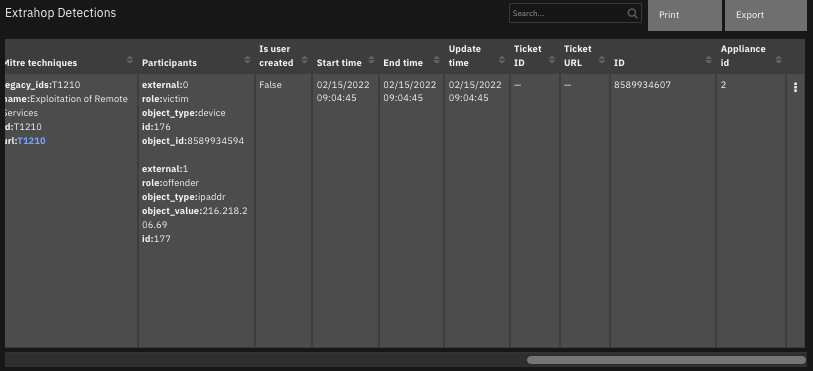 Extrahop Detections
Search...
Print
Export
Mitre techniques
Participants
Is user
created
Start time
End time
Update
time
Ticket
ID
Ticket
URL
ID
Appliance
id
egacy_ids:T1210
name:Exploitation of Remote
Services
d:T1210
url:T1210
external:0
role:victim
object_type:device
id:176
object_id:8589934594
external:1
role:offender
object_type:ipaddr
object_value:216.218.2
06.69
id:177
False
02/15/2022
09:04:45
02/15/2022
09:04:45
02/15/2022
09:04:45
—
—
8589934607
2